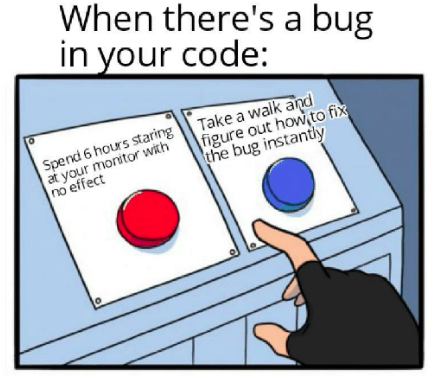 When there's a bug
in your code:
Spend 6 hours staring
at your monitor with
no effect
Take a walk and
figure out how to fix
the bug instantly